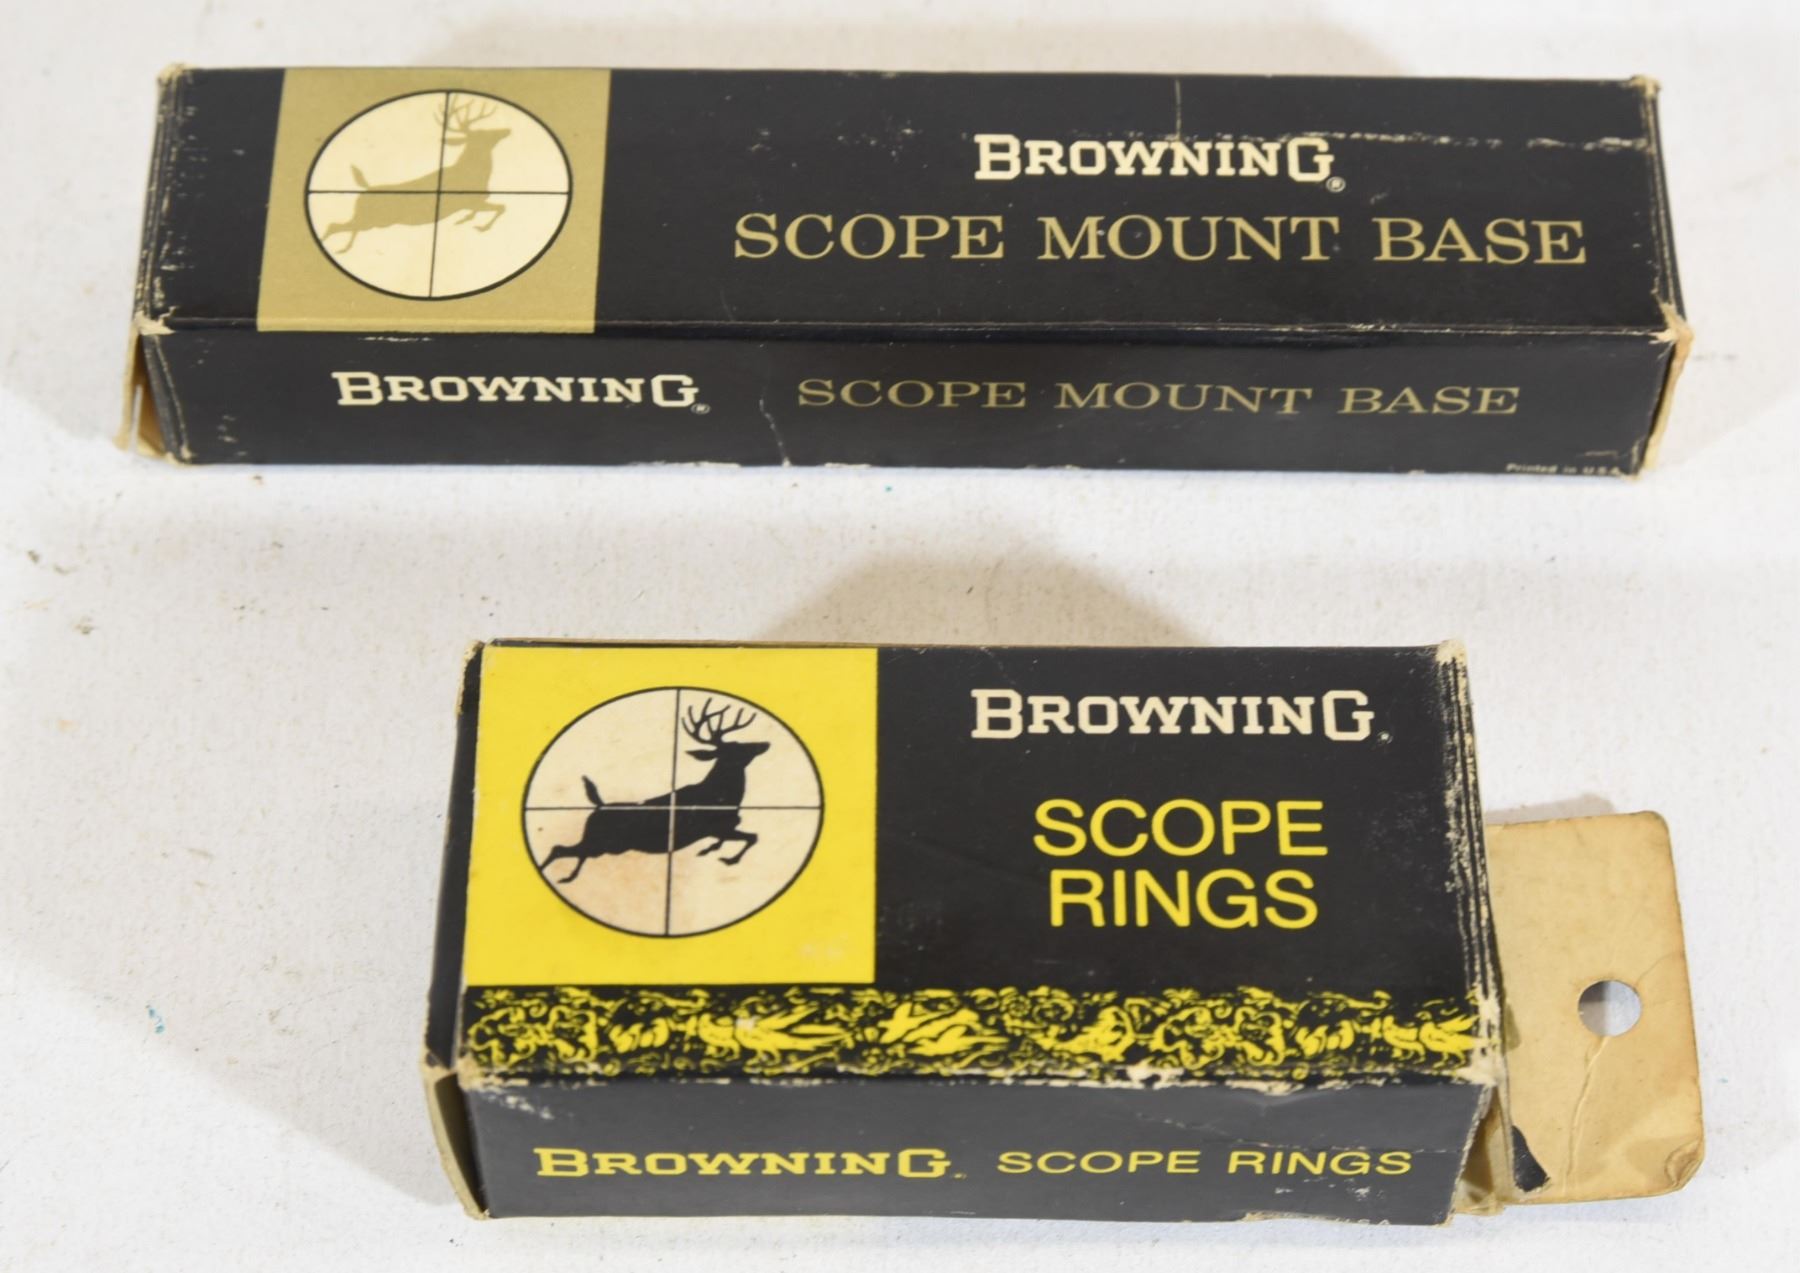 BROWNING®
SCOPE MOUNT BASE
BROWNING® SCOPE MOUNT BASE
Printed in U.S.A.
BROWNING®
SCOPE
RINGS
BROWNING. SCOPE RINGS
U.S.A.